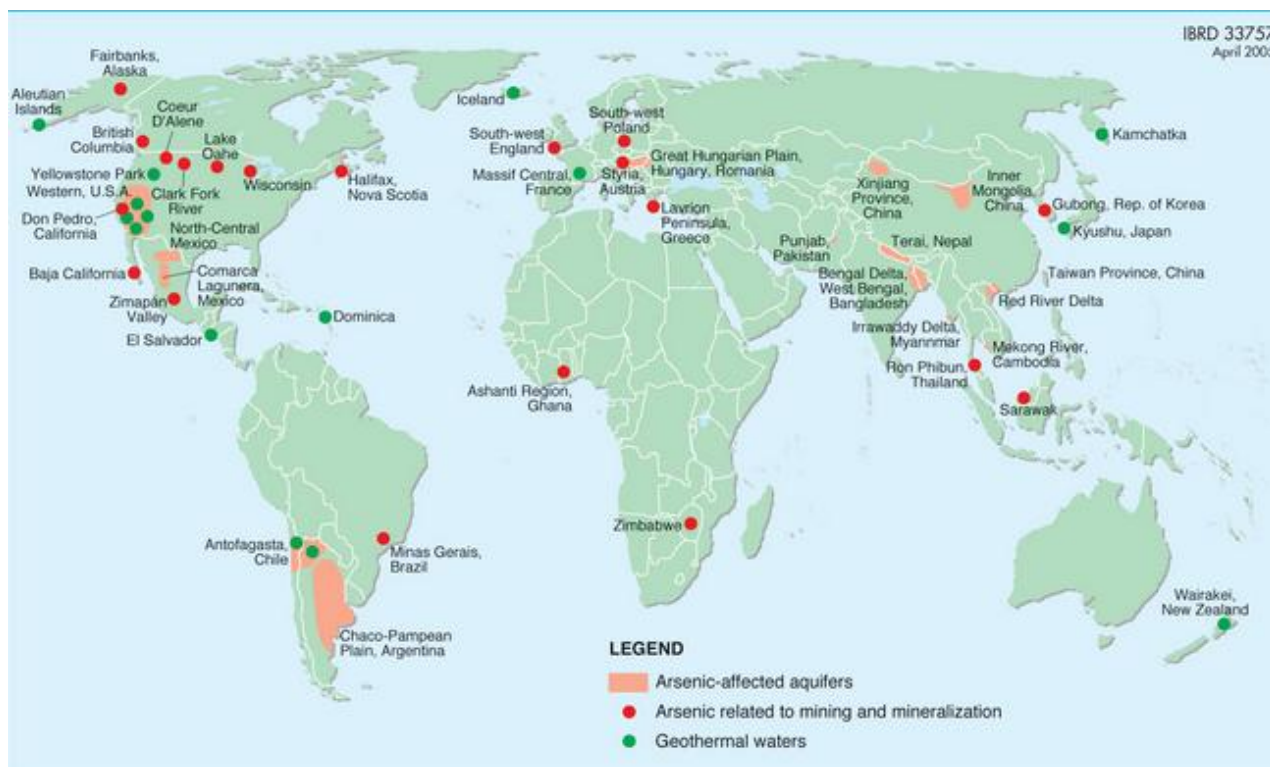 IBRD 33757
April 2003
Fairbanks,
Alaska
Aleutian
Islands
Coeur
D'Alene
British
Columbia
Lake
Oahe
Yellowstone Park
Western, U.S.A.
Clark Fork
River
Wisconsin
Halifax,
Nova Scotia
Don Pedro,
California
North-Central
Mexico
Baja California
Comarca
Lagunera,
Mexico
Zimapán
Valley
El Salvador
Dominica
Iceland
South-west
England
South-west
Poland
Massif Central,
France
Styria,
Austria
Great Hungarian Plain,
Hungary, Romania
Lavrion
Peninsula,
Greece
Kamchatka
Xinjiang
Province,
China
Inner
Mongolia
China
Gubong, Rep. of Korea
Kyushu, Japan
Punjab,
Pakistan
Terai, Nepal
Bengal Delta,
West Bengal,
Bangladesh
Taiwan Province, China
Red River Delta
Irrawaddy Delta,
Myannmar
Mekong River,
Cambodia
Ron Phibun,
Thailand
Sarawak
Ashanti Region,
Ghana
Zimbabwe
Antofagasta,
Chile
Minas Gerais,
Brazil
Chaco-Pampean
Plain, Argentina
Wairakei,
New Zealand
LEGEND
Arsenic-affected aquifers
Arsenic related to mining and mineralization
Geothermal waters